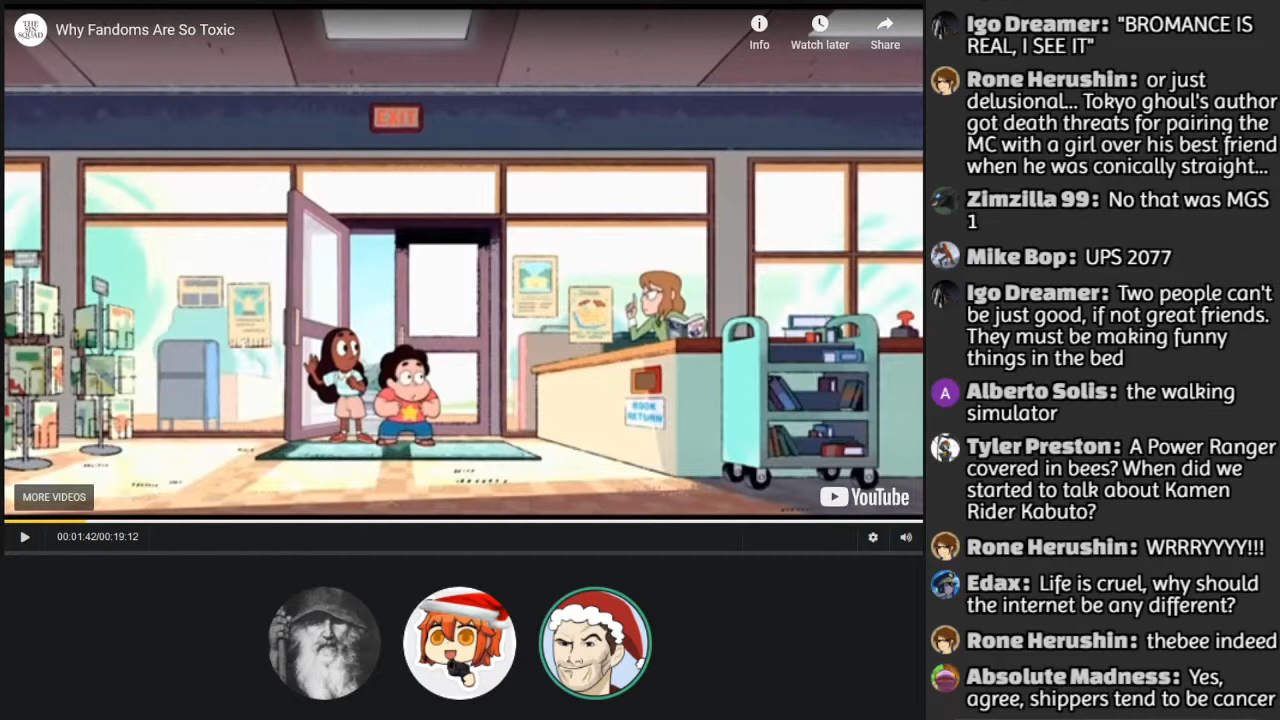 THE SIN SQUAD
Why Fandoms Are So Toxic
Info
Watch later
Share
EXIT
BOOK
RETURN
MORE VIDEOS
YouTube
00:01:42/00:19:12
Igo Dreamer: "BROMANCE IS
REAL, I SEE IT"
Rone Herushin: or just
delusional... Tokyo ghoul's author
got death threats for pairing the
MC with a girl over his best friend
when he was conically straight...
Zimzilla 99: No that was MGS
1
Mike Bop: UPS 2077
Igo Dreamer: Two people can't
be just good, if not great friends.
They must be making funny
things in the bed
A
Alberto Solis: the walking
simulator
Tyler Preston: A Power Ranger
covered in bees? When did we
started to talk about Kamen
Rider Kabuto?
Rone Herushin: WRRRYYYY!!!
Edax: Life is cruel, why should
the internet be any different?
Rone Herushin: thebee indeed
Absolute Madness: Yes,
agree, shippers tend to be cancer